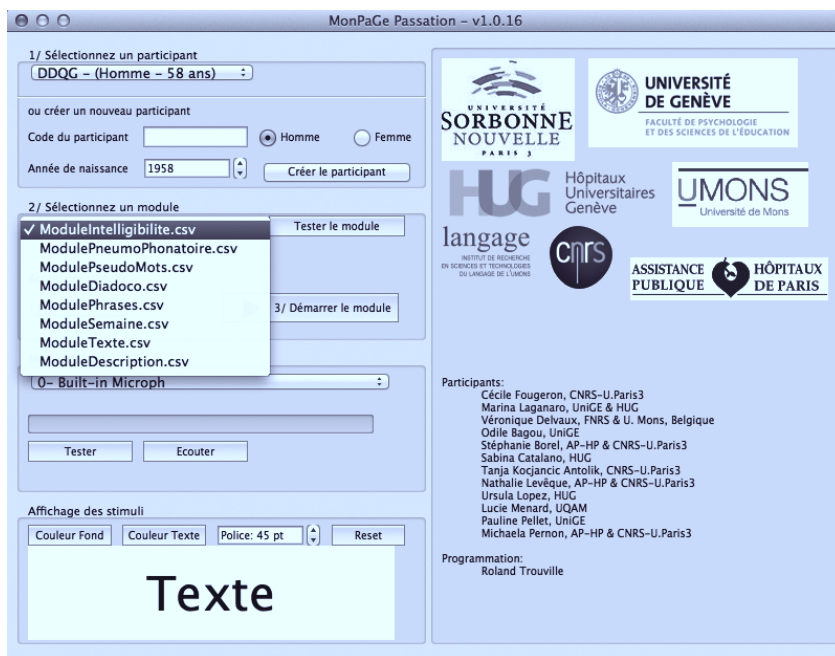 MonPaGe Passation - v1.0.16
1/ Sélectionnez un participant
DDQG - (Homme - 58 ans)
ou créer un nouveau participant
Code du participant
Homme
Femme
Année de naissance
1958
Créer le participant
2/ Sélectionnez un module
✓ ModuleIntelligibilite.csv
Tester le module
ModulePneumoPhonatoire.csv
ModulePseudoMots.csv
ModuleDiadoco.csv
ModulePhrases.csv
3/ Démarrer le module
ModuleSemaine.csv
ModuleTexte.csv
ModuleDescription.csv
0- Built-in Microph
Tester
Ecouter
Affichage des stimuli
Couleur Fond
Couleur Texte
Police: 45 pt
Reset
Texte
UNIVERSITÉ
SORBONNE
NOUVELLE
PARIS 3
UNIVERSITÉ
DE GENÈVE
FACULTÉ DE PSYCHOLOGIE
ET DES SCIENCES DE L'ÉDUCATION
HUG
Hôpitaux
Universitaires
Genève
UMONS
Université de Mons
langage
INSTITUT DE RECHERCHE
EN SCIENCES ET TECHNOLOGIES
DU LANGAGE DE L'UMONS
cnrs
ASSISTANCE HÔPITAUX
PUBLIQUE DE PARIS
Participants:
Cécile Fougeron, CNRS-U.Paris3
Marina Laganaro, UniGE & HUG
Véronique Delvaux, FNRS & U. Mons, Belgique
Odile Bagou, UniGE
Stéphanie Borel, AP-HP & CNRS-U.Paris3
Sabina Catalano, HUG
Tanja Kocjancic Antolik, CNRS-U.Paris3
Nathalie Levêque, AP-HP & CNRS-U.Paris3
Ursula Lopez, HUG
Lucie Menard, UQAM
Pauline Pellet, UniGE
Michaela Pernon, AP-HP & CNRS-U.Paris3
Programmation:
Roland Trouville